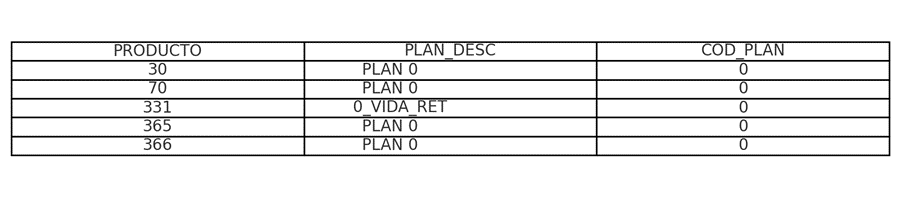 PRODUCTO PLAN_DESC COD_PLAN
30 PLAN 0 0
70 PLAN 0 0
331 0_VIDA_RET 0
365 PLAN 0 0
366 PLAN 0 0